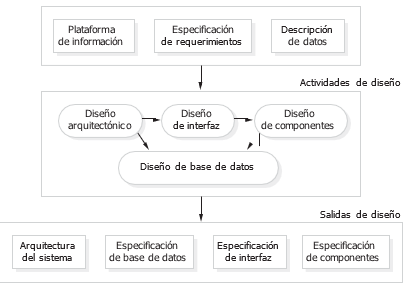 Plataforma
de información
Especificación
de requerimientos
Descripción
de datos
Actividades de diseño
Diseño
arquitectónico
Diseño
de interfaz
Diseño
de componentes
Diseño de base de datos
Salidas de diseño
Arquitectura
del sistema
Especificación
de base de datos
Especificación
de interfaz
Especificación
de componentes